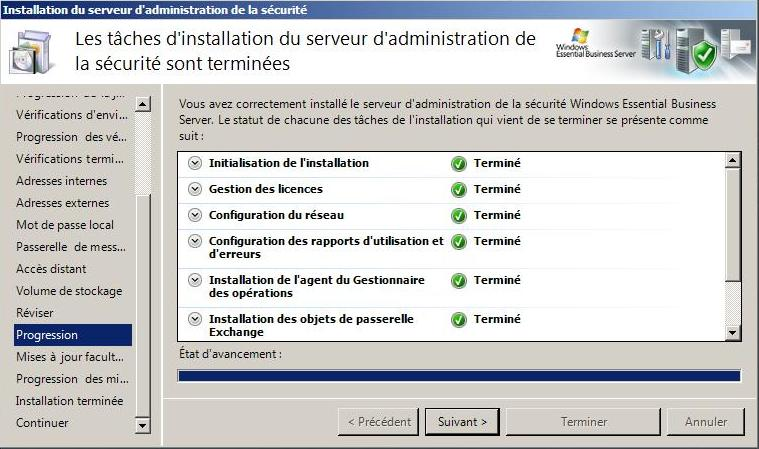 Installation du serveur d'administration de la sécurité
Les tâches d'installation du serveur d'administration de
la sécurité sont terminées
Windows
Essential Business Server
Vérifications d'envi...
Progression des vé...
Vérifications termi...
Adresses internes
Adresses externes
Mot de passe local
Passerelle de mess...
Accès distant
Volume de stockage
Réviser
Progression
Mises à jour facult...
Progression des mi...
Installation terminée
Continuer
Vous avez correctement installé le serveur d'administration de la sécurité Windows Essential Business
Server. Le statut de chacune des tâches de l'installation qui vient de se terminer se présente comme
suit :
Initialisation de l'installation Terminé
Gestion des licences Terminé
Configuration du réseau Terminé
Configuration des rapports d'utilisation et Terminé
d'erreurs
Installation de l'agent du Gestionnaire Terminé
des opérations
Installation des objets de passerelle Terminé
Exchange
État d'avancement :
< Précédent
Suivant >
Terminer
Annuler